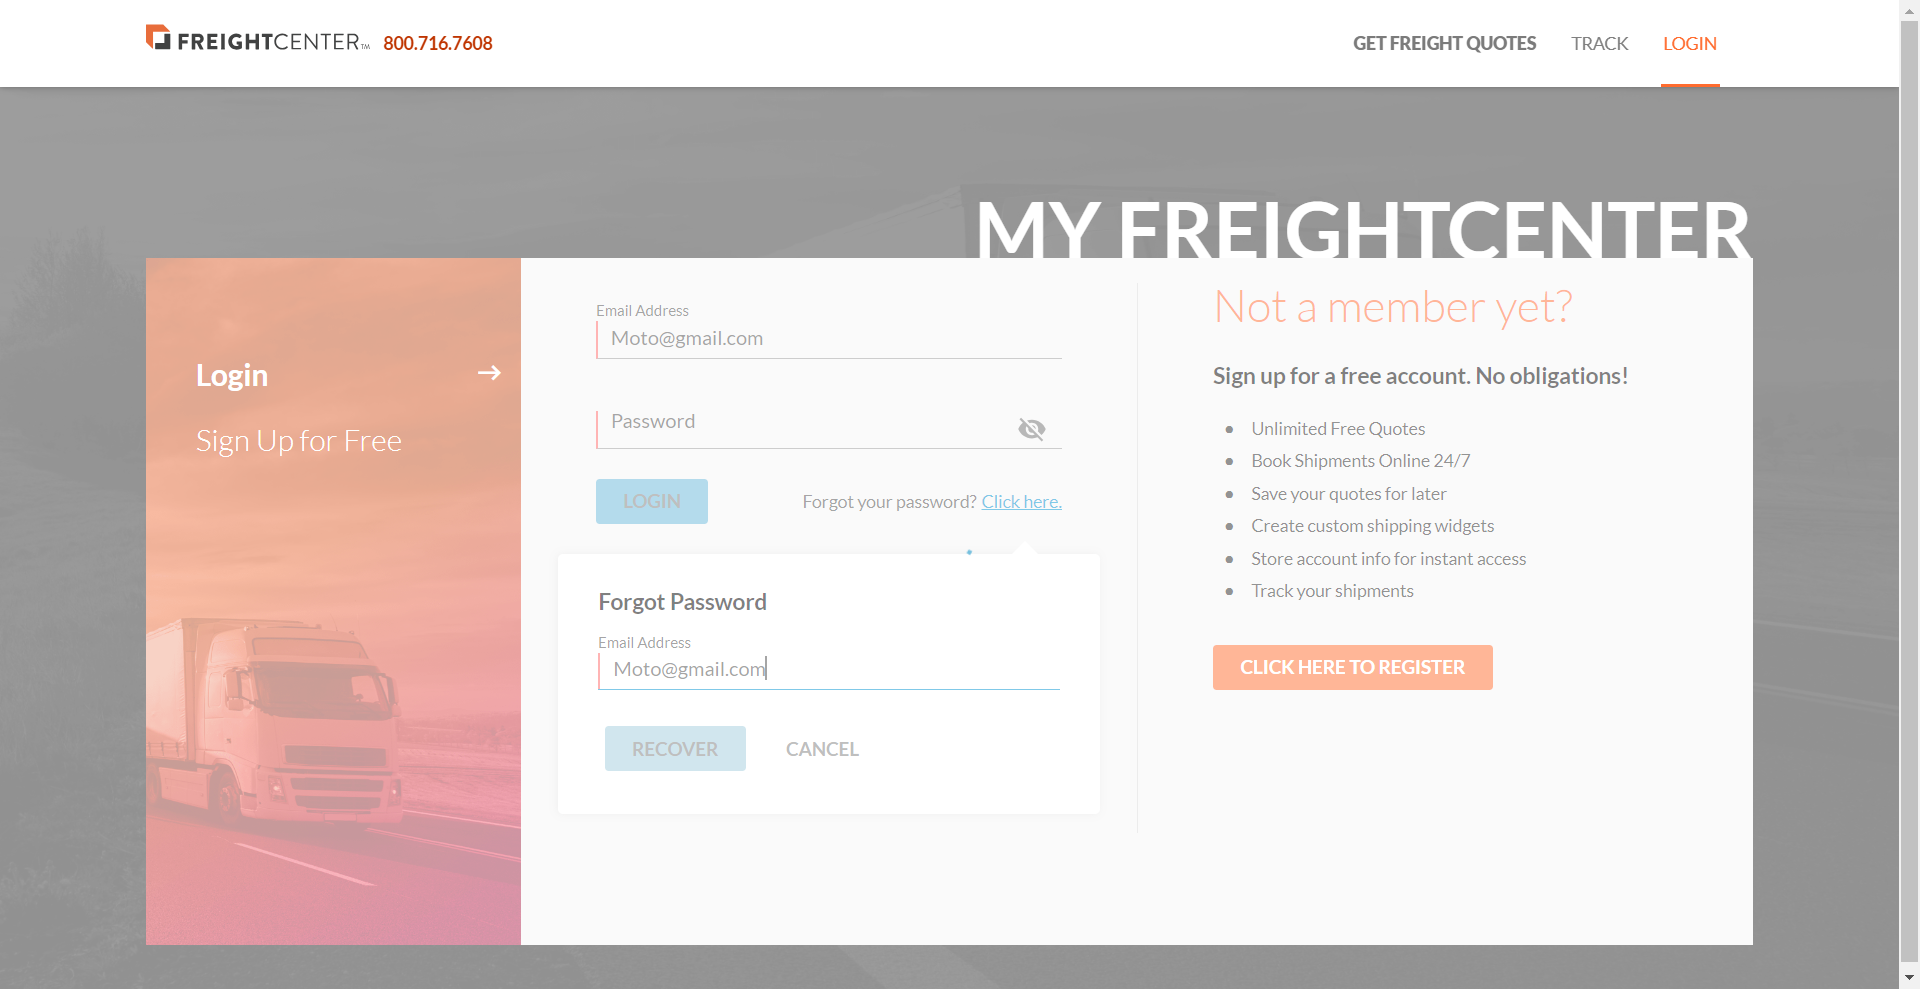 FREIGHTCENTER™ 800.716.7608
GET FREIGHT QUOTES TRACK LOGIN
MY FREIGHTCENTER
Login
Sign Up for Free
Email Address
Moto@gmail.com
Password
LOGIN
Forgot your password? Click here.
Forgot Password
Email Address
Moto@gmail.com
RECOVER CANCEL
Not a member yet?
Sign up for a free account. No obligations!
• Unlimited Free Quotes
• Book Shipments Online 24/7
• Save your quotes for later
• Create custom shipping widgets
• Store account info for instant access
• Track your shipments
CLICK HERE TO REGISTER